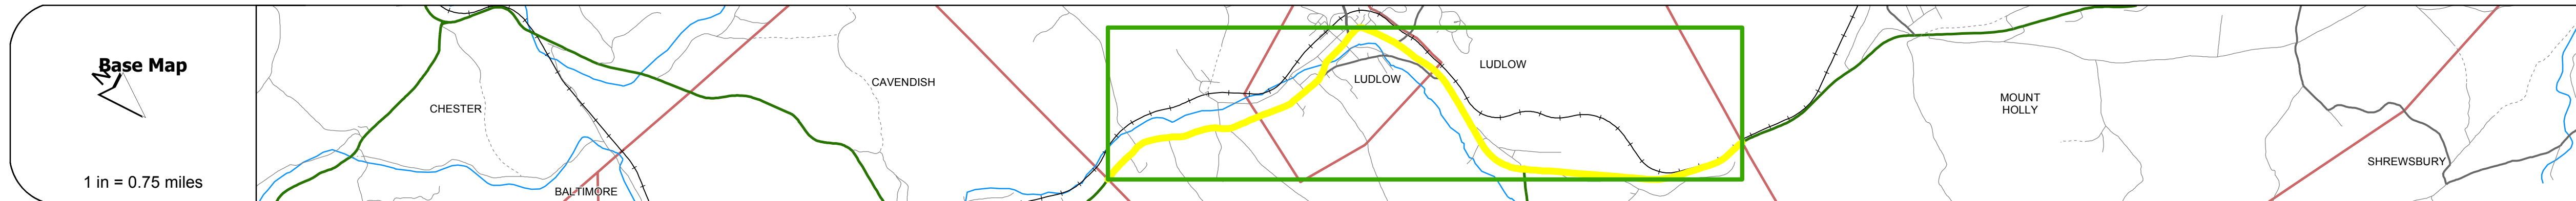 Base Map
N
1 in = 0.75 miles
CHESTER
BALTIMORE
CAVENDISH
LUDLOW
LUDLOW
MOUNT
HOLLY
SHREWSBURY